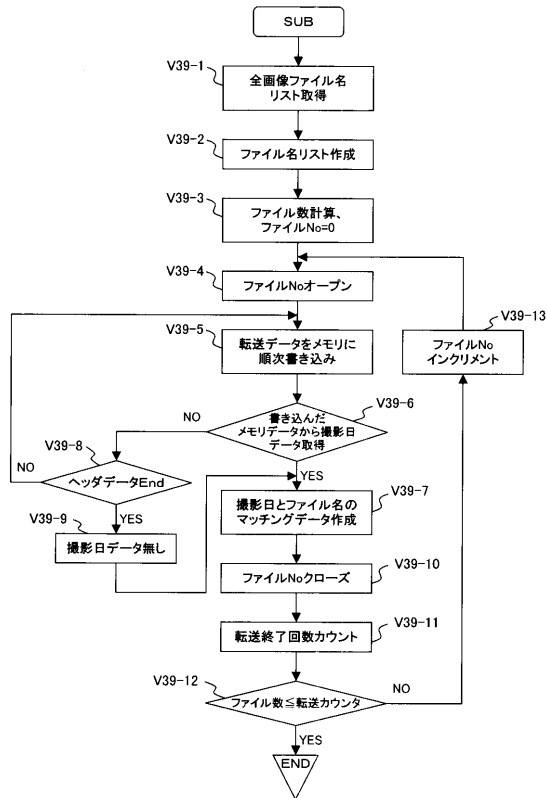 SUB
V39-1
全画像ファイル名
リスト取得
V39-2
ファイル名リスト作成
V39-3
ファイル数計算、
ファイルNo=0
V39-4
ファイルNoオープン
V39-13
ファイルNo
インクリメント
V39-5
転送データをメモリに
順次書き込み
V39-6
書き込んだ
メモリデータから撮影日
データ取得
NO
YES
V39-8
ヘッダデータEnd
NO
YES
V39-7
撮影日とファイル名の
マッチングデータ作成
V39-9
撮影日データ無し
V39-10
ファイルNoクローズ
V39-11
転送終了回数カウント
V39-12
ファイル数≦転送カウンタ
NO
YES
END